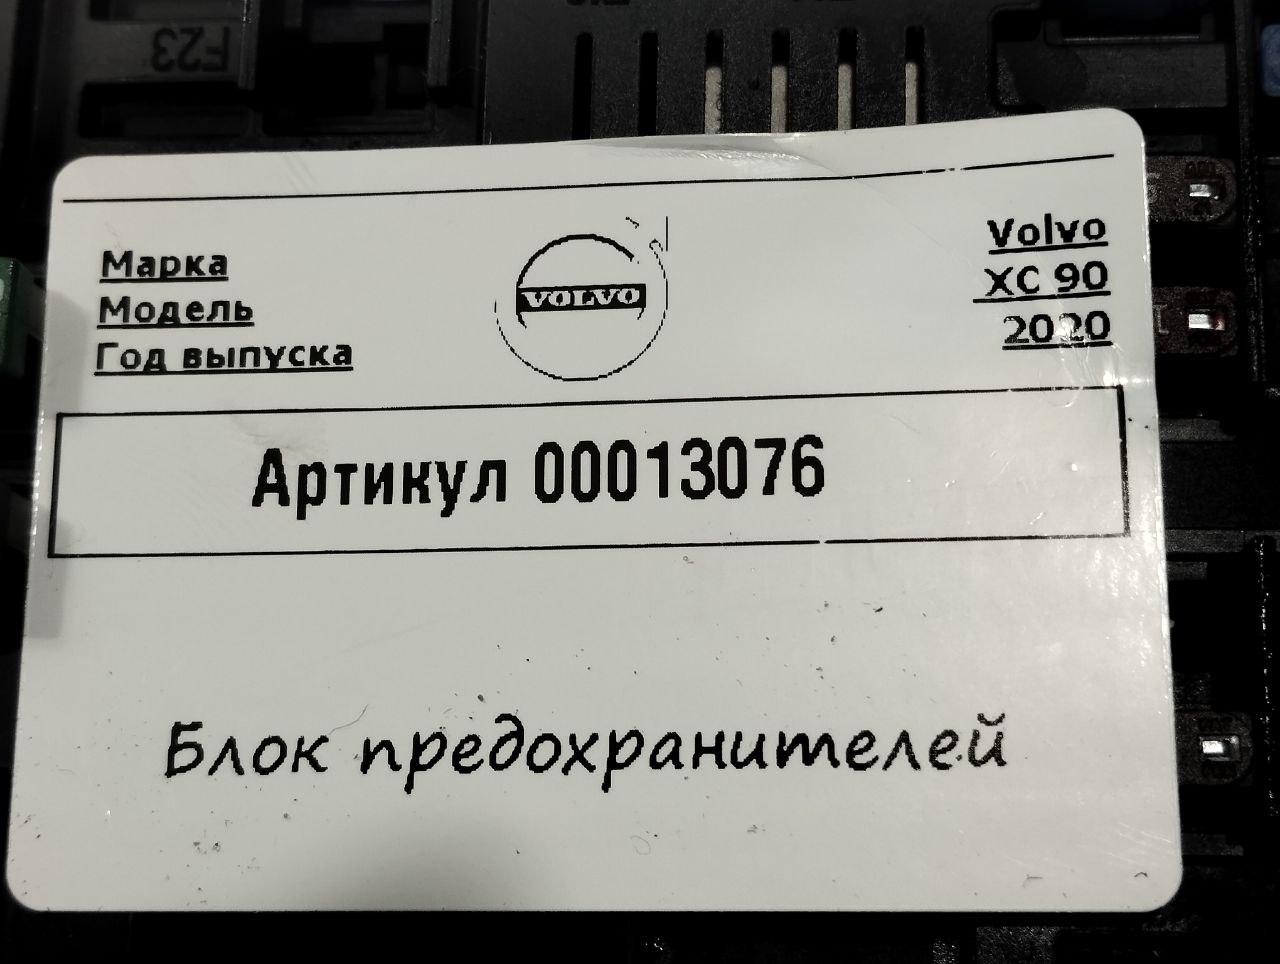 F23
Марка
Модель
Год выпуска
VOLVO
Volvo
XC 90
2020
Артикул 00013076
Блок предохранителей